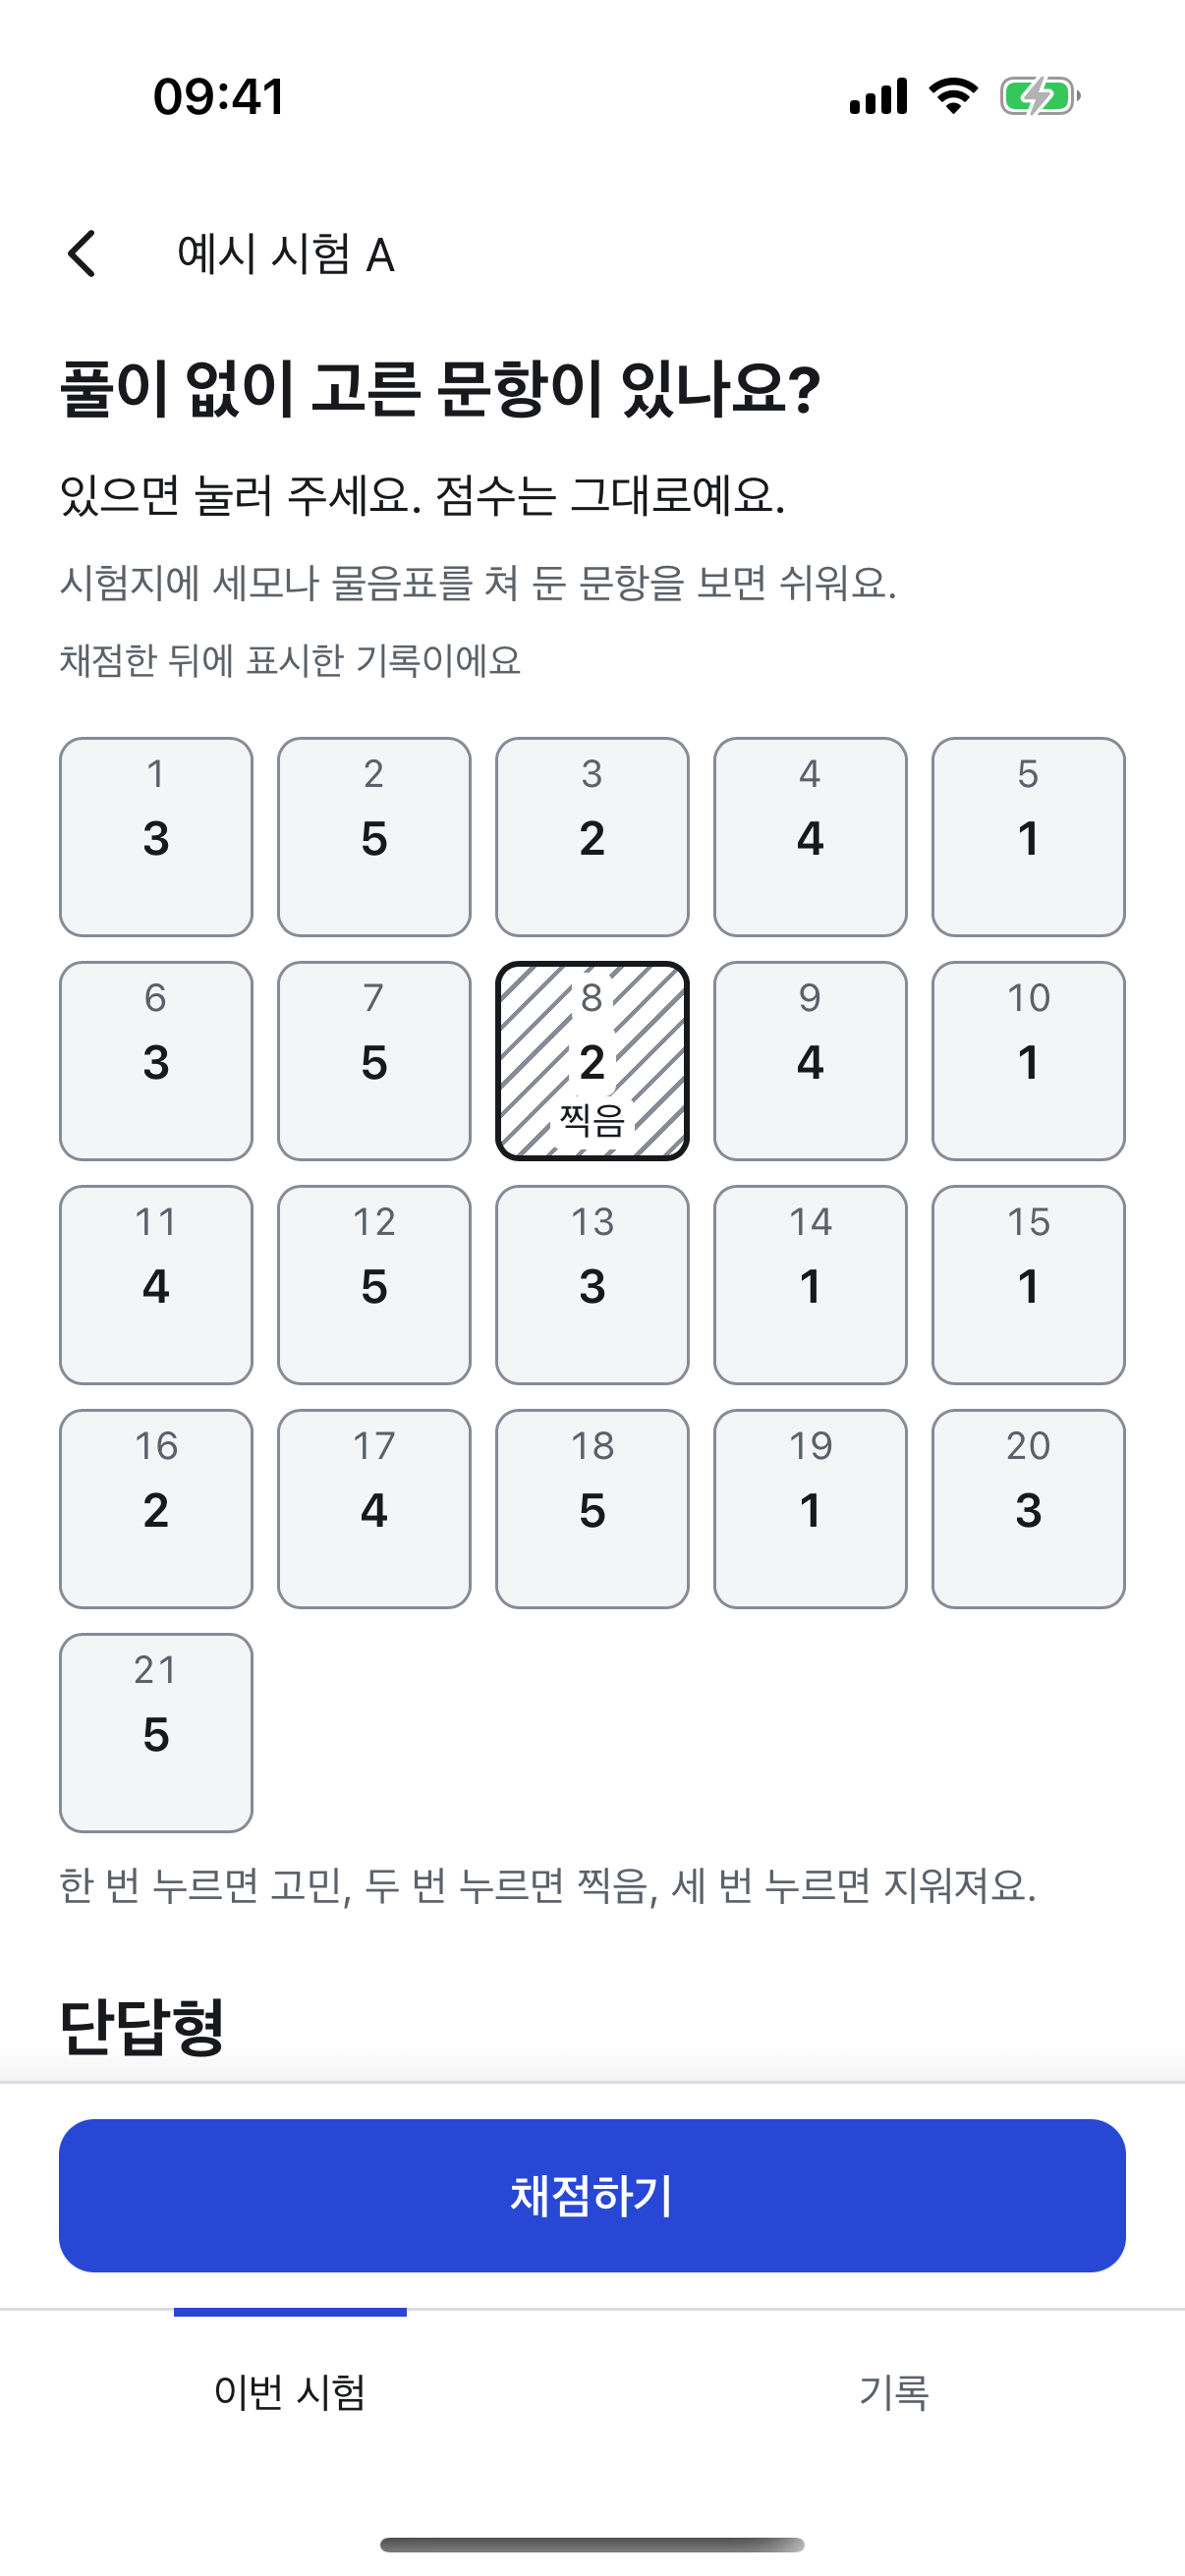 09:41
예시 시험 A
풀이 없이 고른 문항이 있나요?
있으면 눌러 주세요. 점수는 그대로예요.
시험지에 세모나 물음표를 쳐 둔 문항을 보면 쉬워요.
채점한 뒤에 표시한 기록이에요
1 2 3 4 5
3 5 2 4 1
6 7 8 9 10
3 5 2 4 1
찍음
11 12 13 14 15
4 5 3 1 1
16 17 18 19 20
2 4 5 1 3
21
5
한 번 누르면 고민, 두 번 누르면 찍음, 세 번 누르면 지워져요.
단답형
채점하기
이번 시험 기록